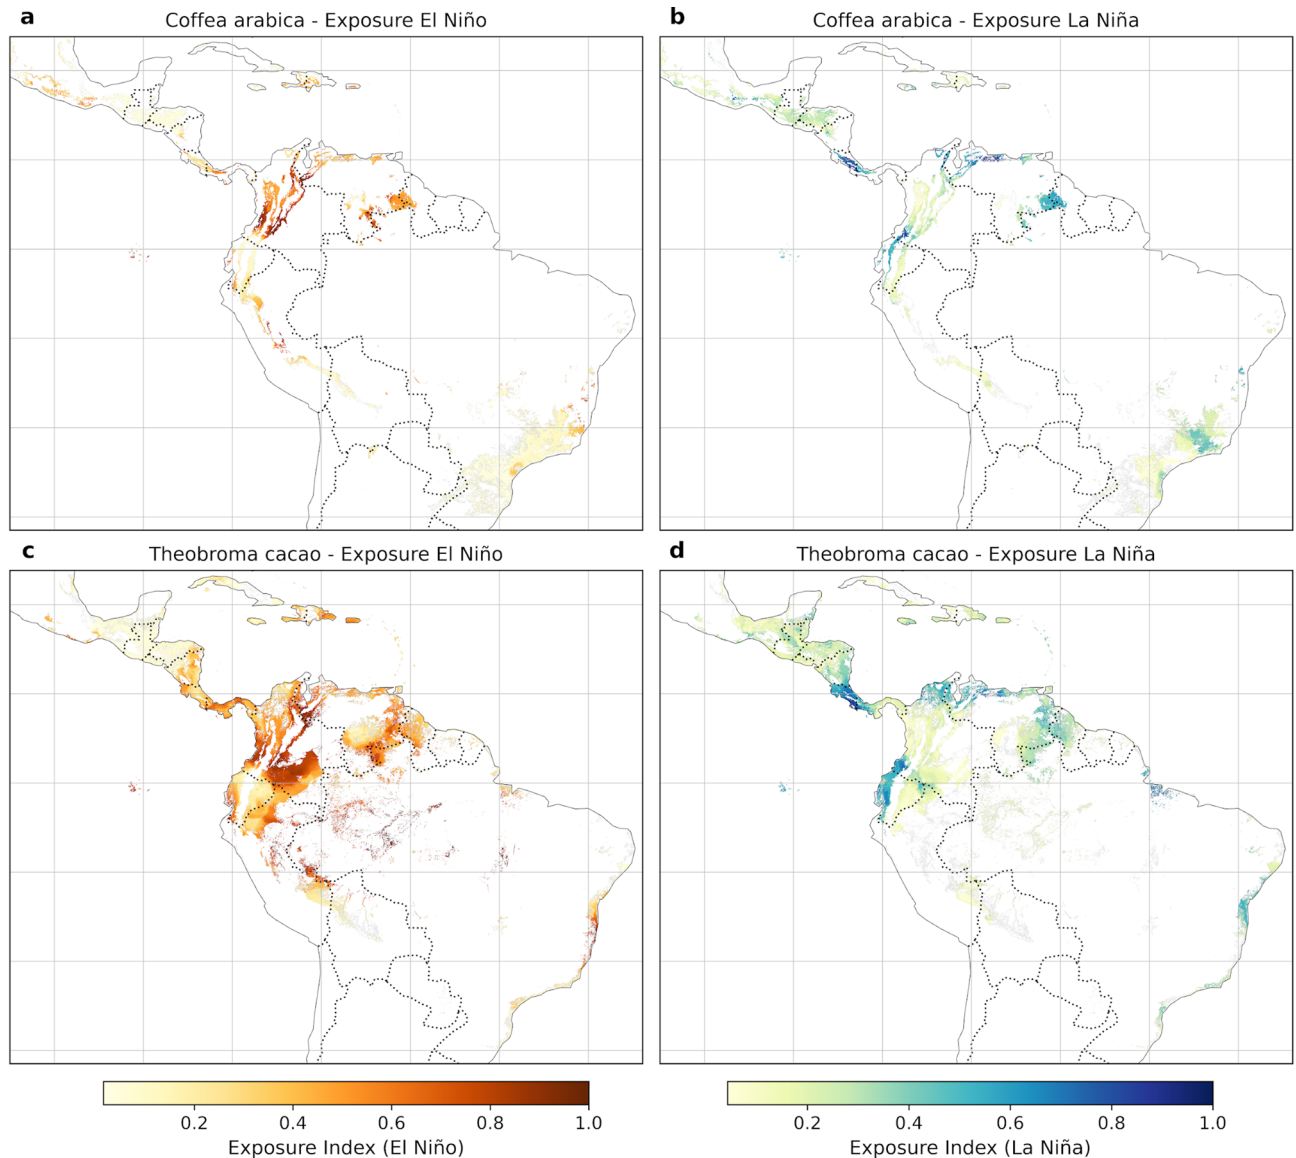 a
Coffea arabica - Exposure El Niño
b
Coffea arabica - Exposure La Niña
c
Theobroma cacao - Exposure El Niño
d
Theobroma cacao - Exposure La Niña
0.2 0.4 0.6 0.8 1.0
Exposure Index (El Niño)
0.2 0.4 0.6 0.8 1.0
Exposure Index (La Niña)